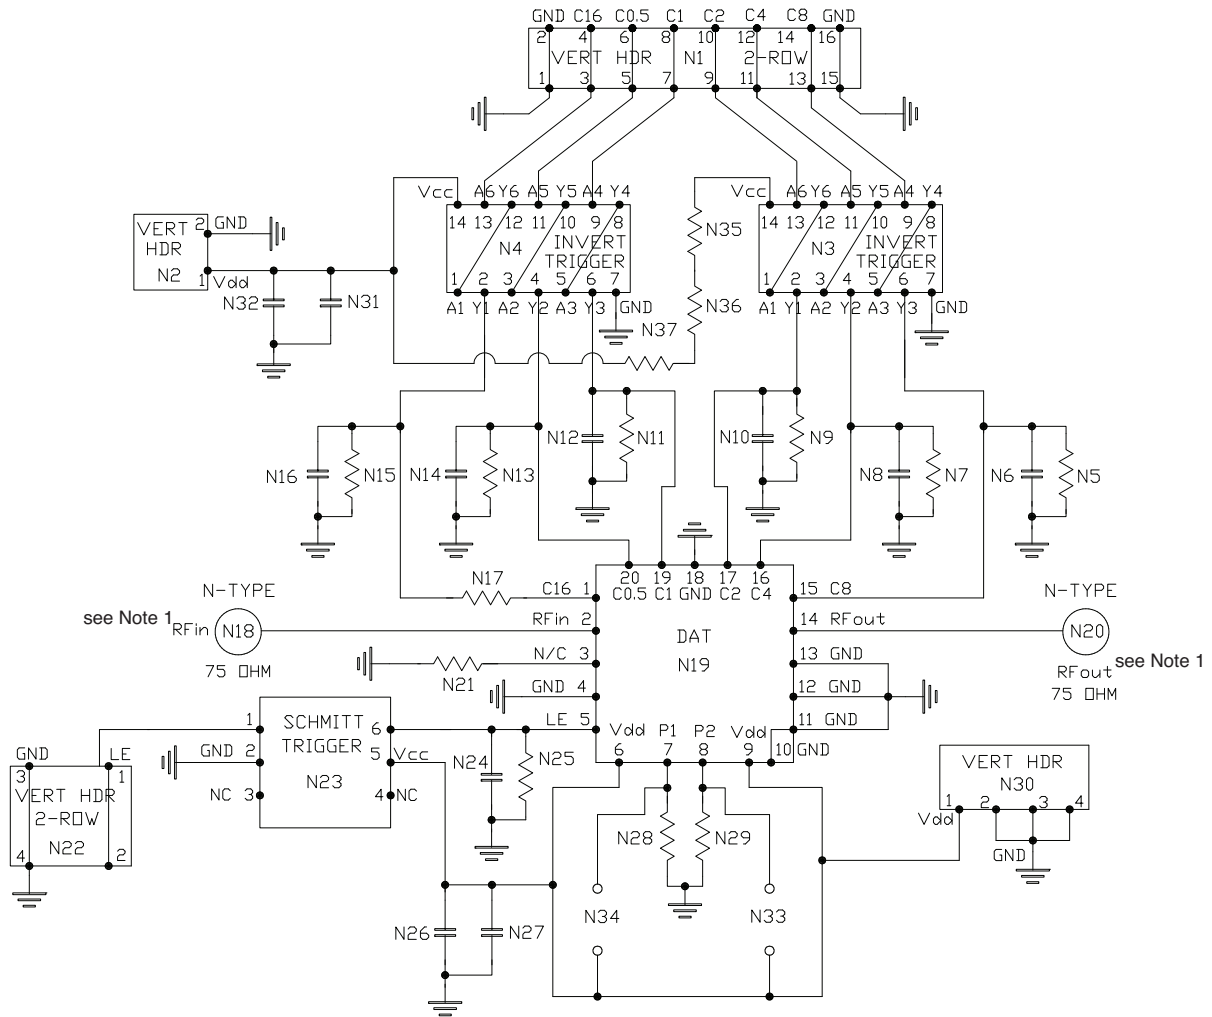 GND C16 C0.5 C1 C2 C4 C8 GND
2 4 6 8 10 12 14 16
VERT HDR N1 2-ROW
1 3 5 7 9 11 13 15
Vcc A6 Y6 A5 Y5 A4 Y4
14 13 12 11 10 9 8
N4 INVERT
TRIGGER
1 2 3 4 5 6 7
A1 Y1 A2 Y2 A3 Y3 GND
Vcc A6 Y6 A5 Y5 A4 Y4
14 13 12 11 10 9 8
N3 INVERT
TRIGGER
1 2 3 4 5 6 7
A1 Y1 A2 Y2 A3 Y3 GND
VERT 2 GND
HDR
N2 1 Vdd
N32 N31
N35
N36
N37
N16 N15 N14 N13 N12 N11 N10 N9 N8 N7 N6 N5
N17
20 19 18 17 16
C0.5 C1 GND C2 C4
C16 1
RFin 2
N/C 3
GND 4
LE 5
DAT
N19
15 C8
14 RFout
13 GND
12 GND
11 GND
10 GND
Vdd P1 P2 Vdd
6 7 8 9
N-TYPE
see Note 1 RFin N18
75 OHM
N-TYPE
N20
RFout see Note 1
75 OHM
N21
SCHMITT
TRIGGER
N23
1
GND 2
NC 3
6
5 Vcc
4 NC
GND LE
3 1
VERT HDR
2-ROW
4 N22 2
N24 N25
N26 N27
N28 N29
N34 N33
VERT HDR
N30
1 2 3 4
Vdd
GND